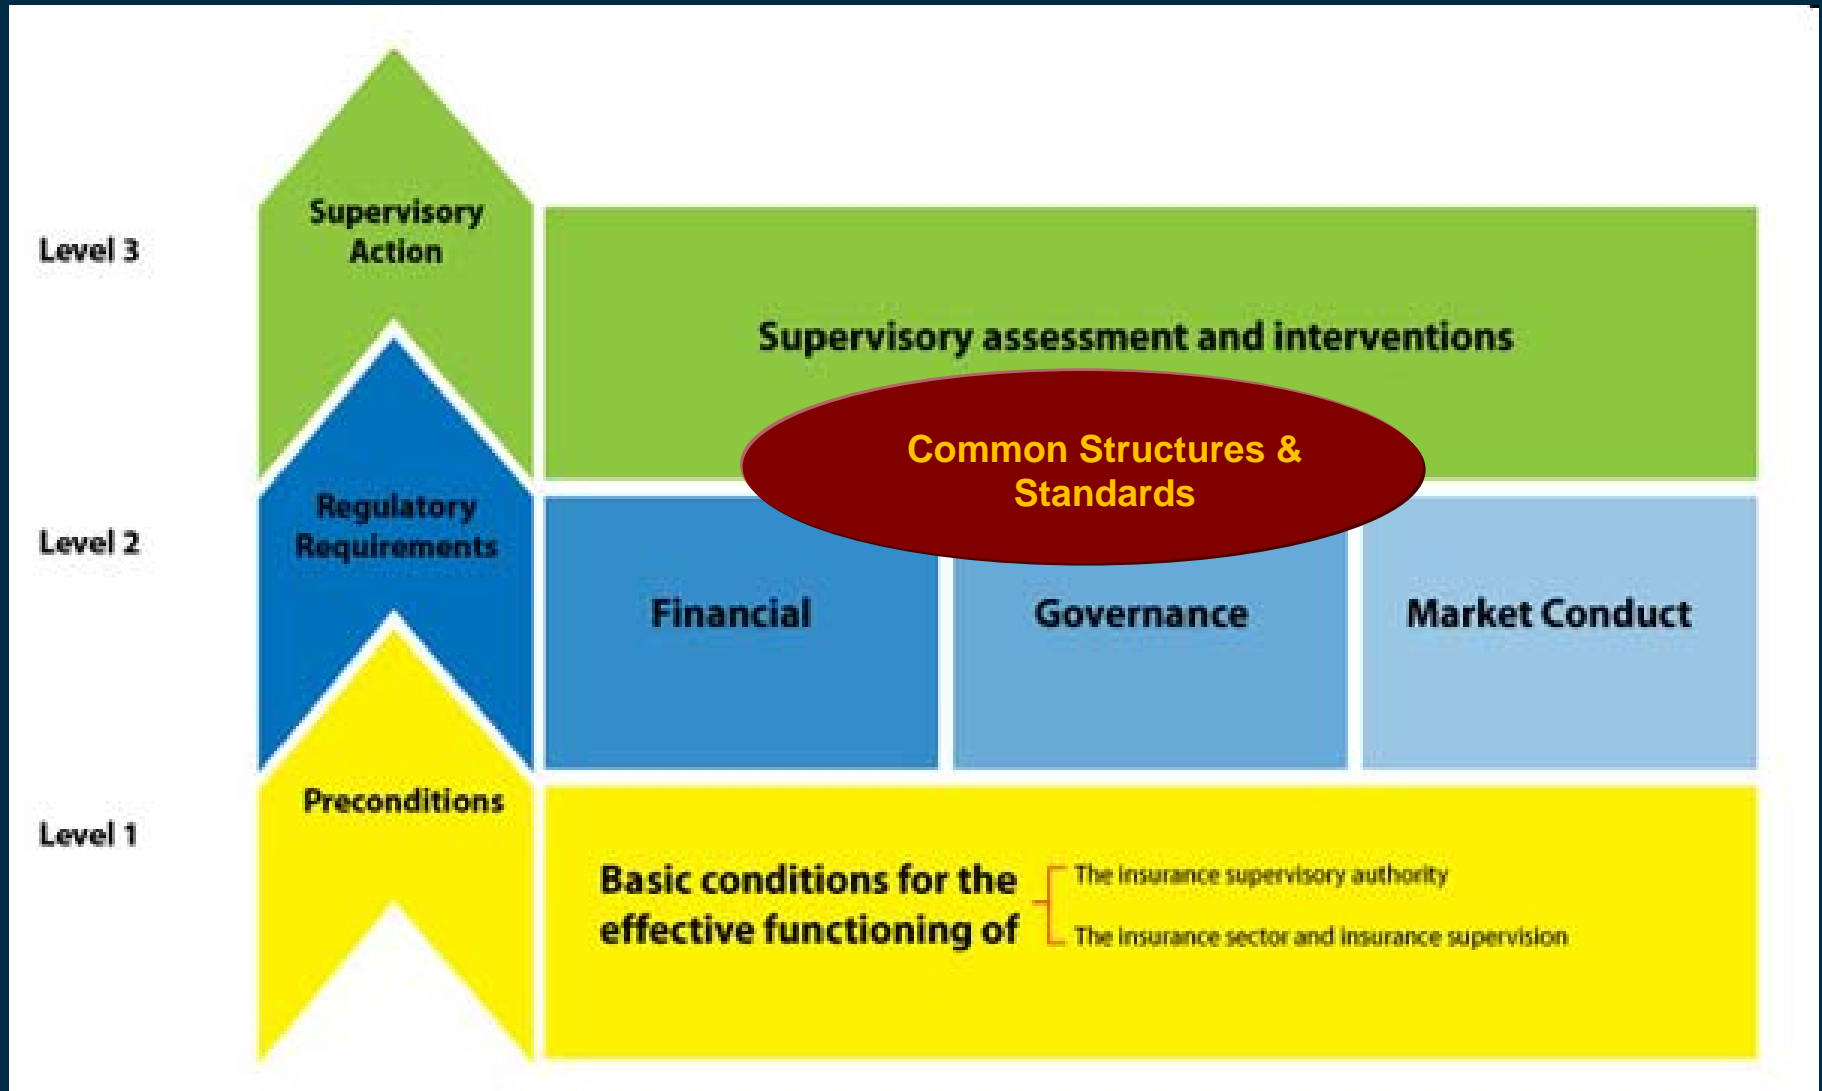 Supervisory
Action
Level 3
Supervisory assessment and interventions
Common Structures &
Standards
Regulatory
Requirements
Level 2
Financial
Governance
Market Conduct
Preconditions
Level 1
Basic conditions for the
effective functioning of
The insurance supervisory authority
The insurance sector and insurance supervision